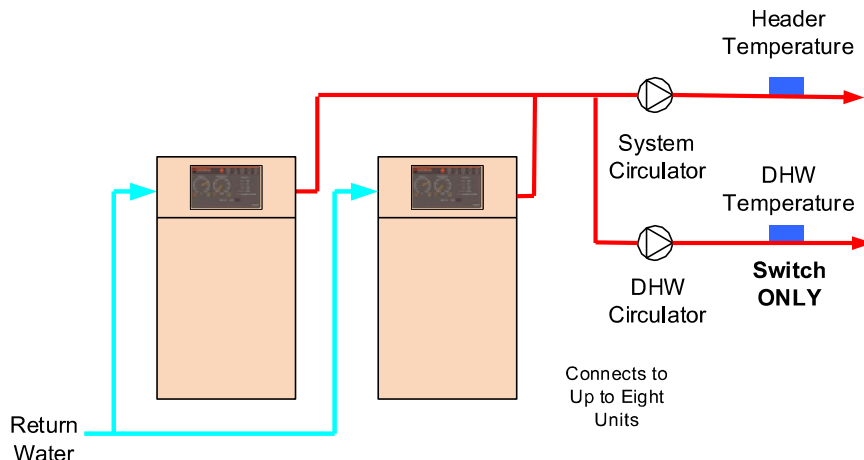 Header
Temperature
System
Circulator
DHW
Temperature
Switch
ONLY
DHW
Circulator
Connects to
Up to Eight
Units
Return
Water